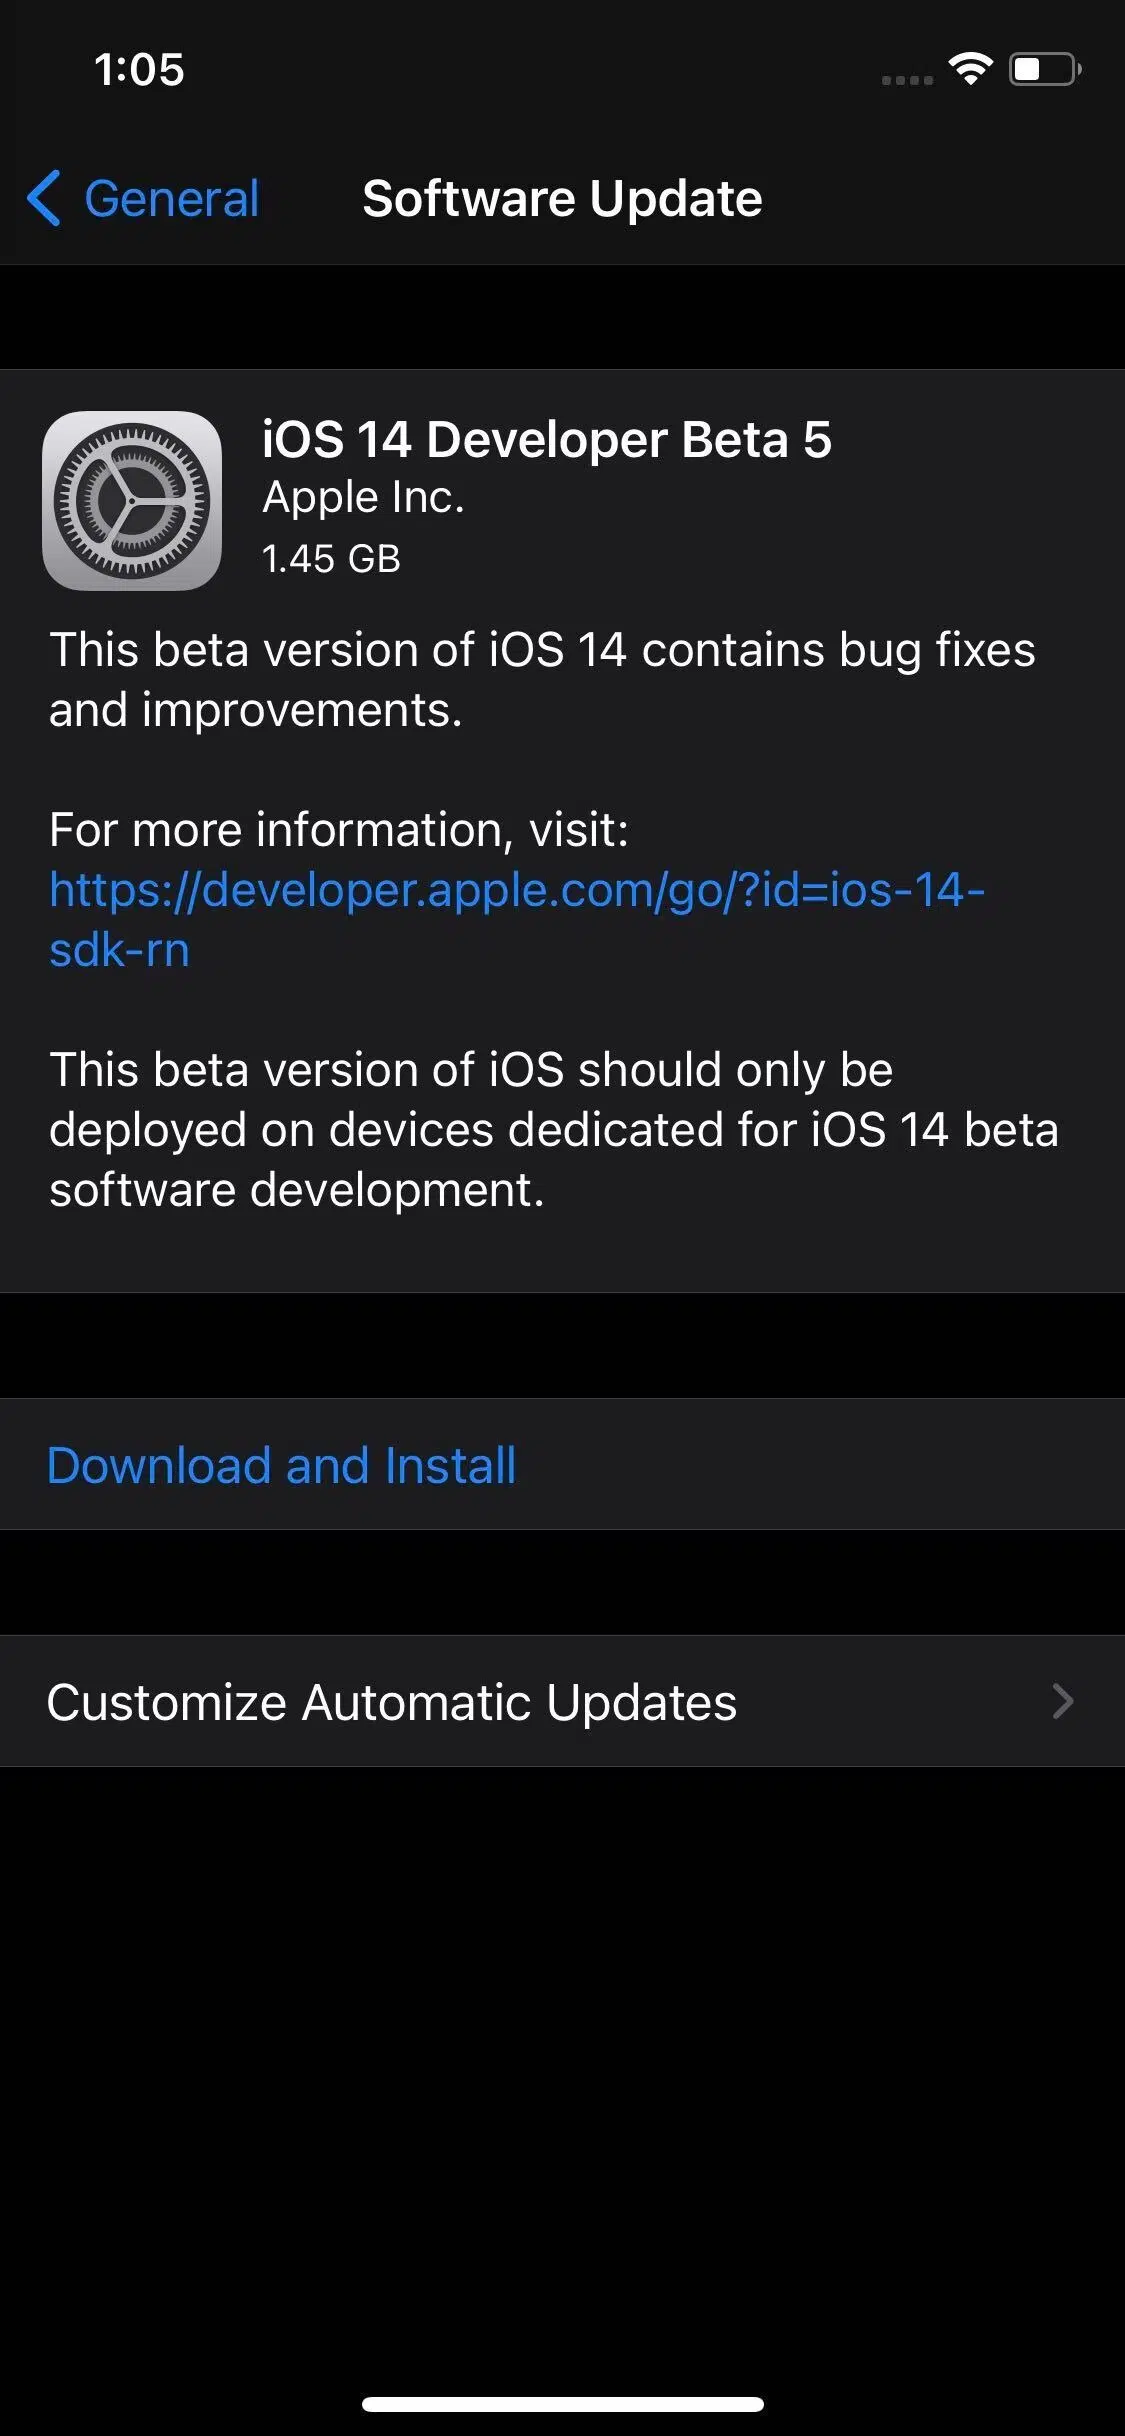 1:05
General
Software Update
iOS 14 Developer Beta 5
Apple Inc.
1.45 GB
This beta version of iOS 14 contains bug fixes
and improvements.
For more information, visit:
https://developer.apple.com/go/?id=ios-14-
sdk-rn
This beta version of iOS should only be
deployed on devices dedicated for iOS 14 beta
software development.
Download and Install
Customize Automatic Updates